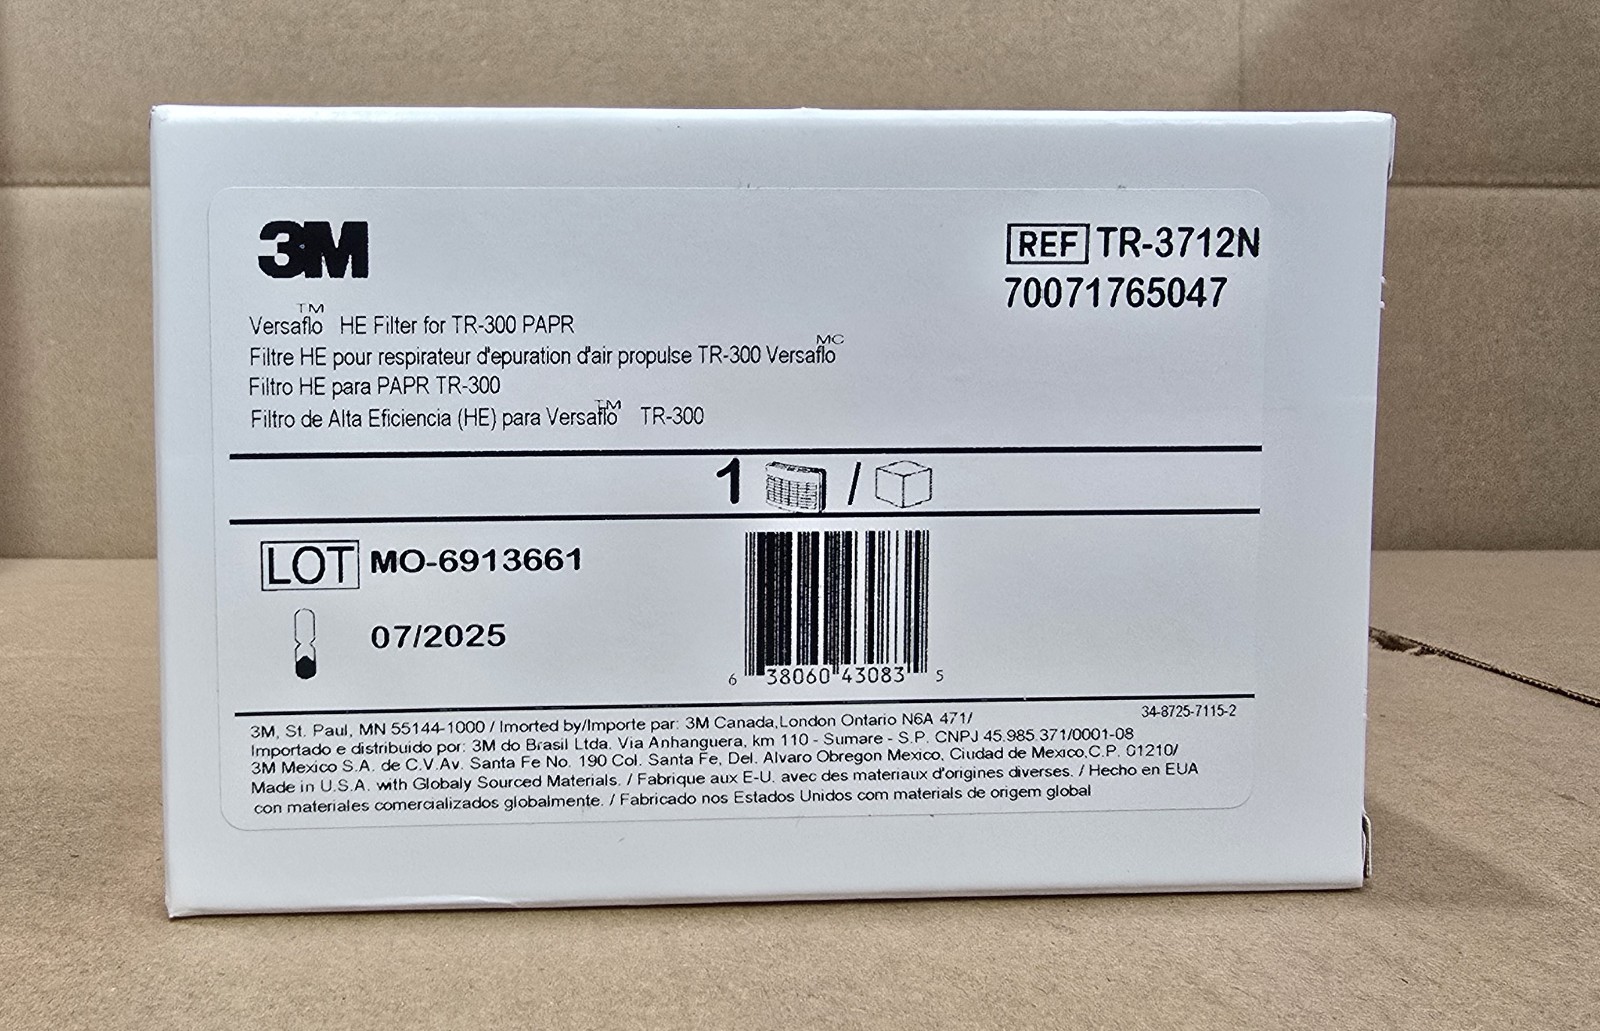 3M
REF TR-3712N
70071765047
Versaflo™ HE Filter for TR-300 PAPR
Filtre HE pour respirateur d'epuration d'air propulse TR-300 Versaflo MC
Filtro HE para PAPR TR-300
Filtro de Alta Eficiencia (HE) para Versaflo™ TR-300
1 /
LOT MO-6913661
07/2025
6 38060 43083 5
34-8725-7115-2
3M, St. Paul, MN 55144-1000 / Imorted by/Importe par: 3M Canada,London Ontario N6A 471/
Importado e distribuido por: 3M do Brasil Ltda. Via Anhanguera, km 110 - Sumare - S.P. CNPJ 45.985.371/0001-08
3M Mexico S.A. de C.V.Av. Santa Fe No. 190 Col. Santa Fe, Del. Alvaro Obregon Mexico, Ciudad de Mexico.C.P. 01210/
Made in U.S.A. with Globaly Sourced Materials. / Fabrique aux E-U. avec des materiaux d'origines diverses. / Hecho en EUA
con materiales comercializados globalmente. / Fabricado nos Estados Unidos com materials de origem global